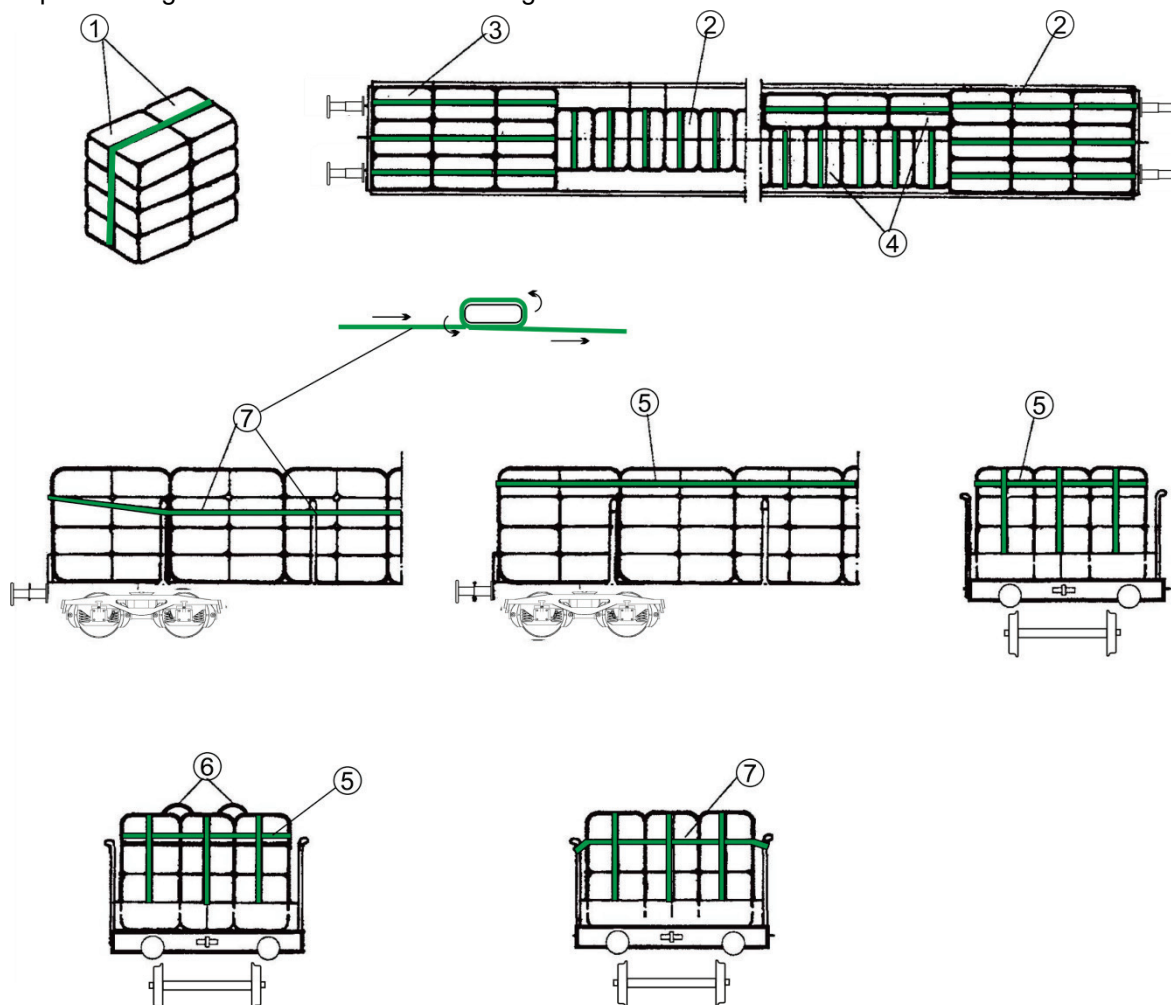 ① ③ ② ②
④
⑦ ⑤ ⑤
⑥ ⑤ ⑦